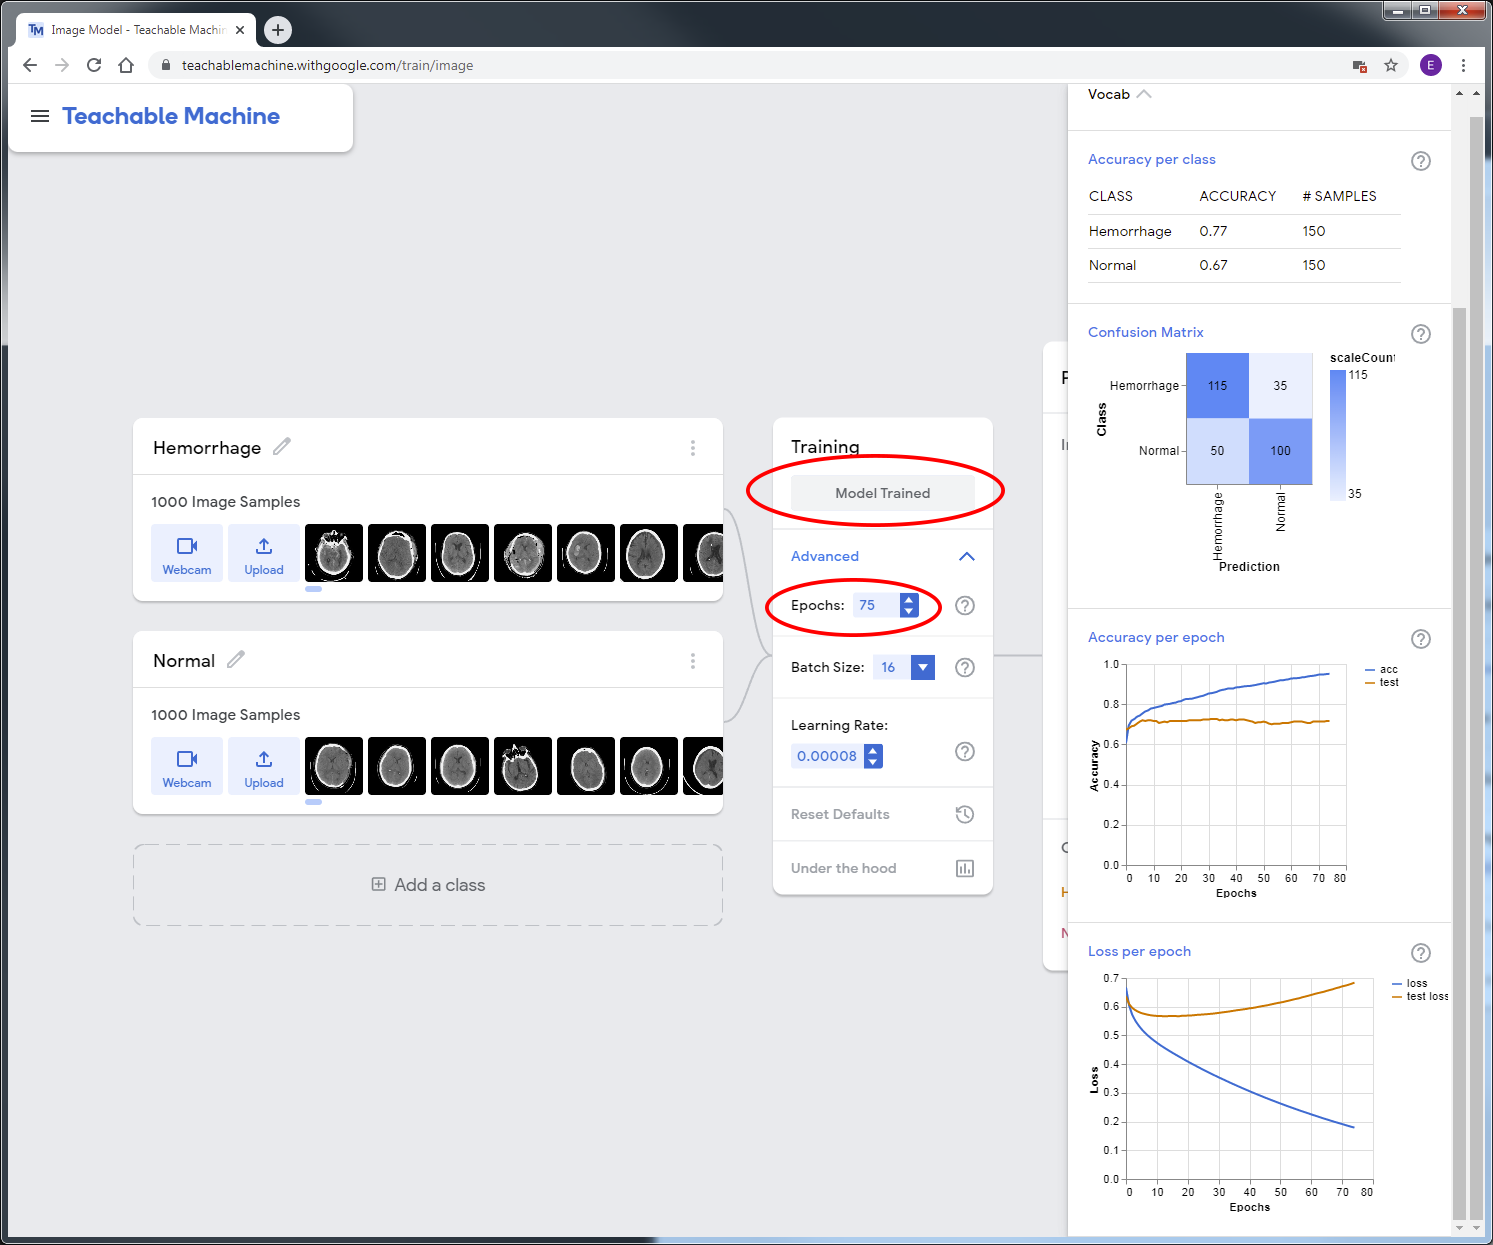 Image Model - Teachable Machin
teachablemachine.withgoogle.com/train/image
E
Teachable Machine
Hemorrhage
1000 Image Samples
Webcam
Upload
Normal
1000 Image Samples
Webcam
Upload
Add a class
Training
Model Trained
Advanced
Epochs: 75
Batch Size: 16
Learning Rate:
0.00008
Reset Defaults
Under the hood
Vocab
Accuracy per class
CLASS ACCURACY # SAMPLES
Hemorrhage 0.77 150
Normal 0.67 150
Confusion Matrix
scaleCount
115
35
Class
Hemorrhage 115 35
Normal 50 100
Hemorrhage Normal
Prediction
Accuracy per epoch
acc
test
Accuracy
1.0
0.8
0.6
0.4
0.2
0.0
0 10 20 30 40 50 60 70 80
Epochs
Loss per epoch
loss
test loss
Loss
0.7
0.6
0.5
0.4
0.3
0.2
0.1
0.0
0 10 20 30 40 50 60 70 80
Epochs